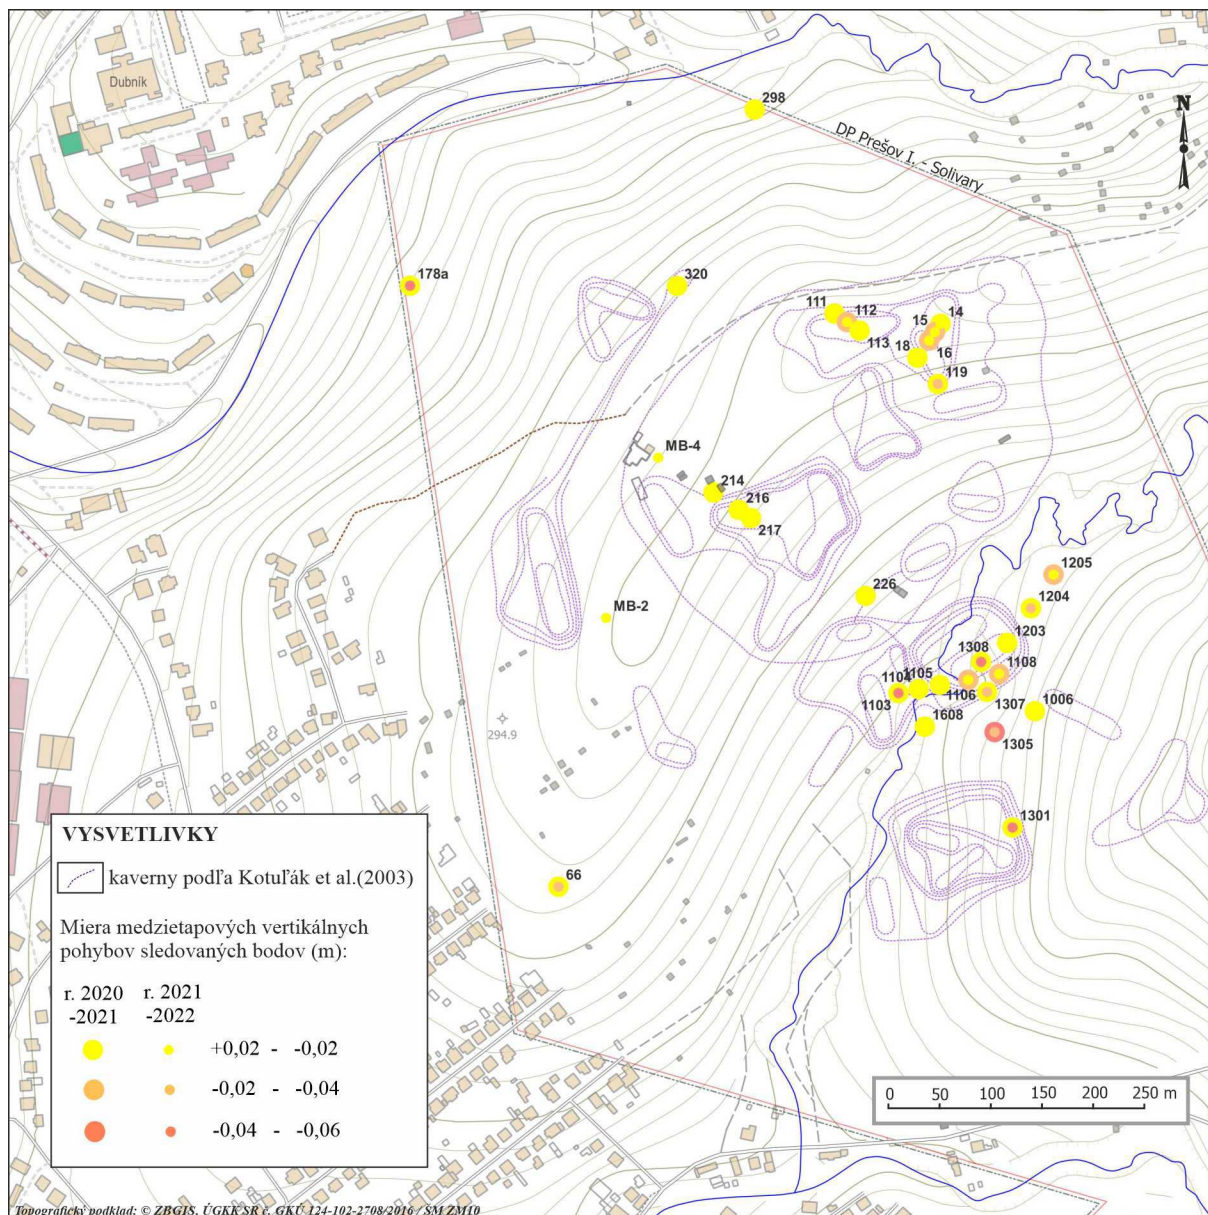 Dubník
298
N
DP Prešov I. - Solivary
178a
320
111
112
14
15
113
18
16
119
MB-4
214
216
217
1205
226
1204
MB-2
1203
1308
1108
1104
1105
1103
1106
1307
1006
1608
1305
294.9
1301
66
VYSVETLIVKY
kaverny podľa Kotuľák et al.(2003)
Miera medzietapových vertikálnych
pohybov sledovaných bodov (m):
r. 2020 r. 2021
-2021 -2022
+0,02 - -0,02
-0,02 - -0,04
-0,04 - -0,06
0 50 100 150 200 250 m
Topografický podklad: © ZBGIS, ÚGKK SR č. GKÚ 124-102-2708/2016 / SM ZM10